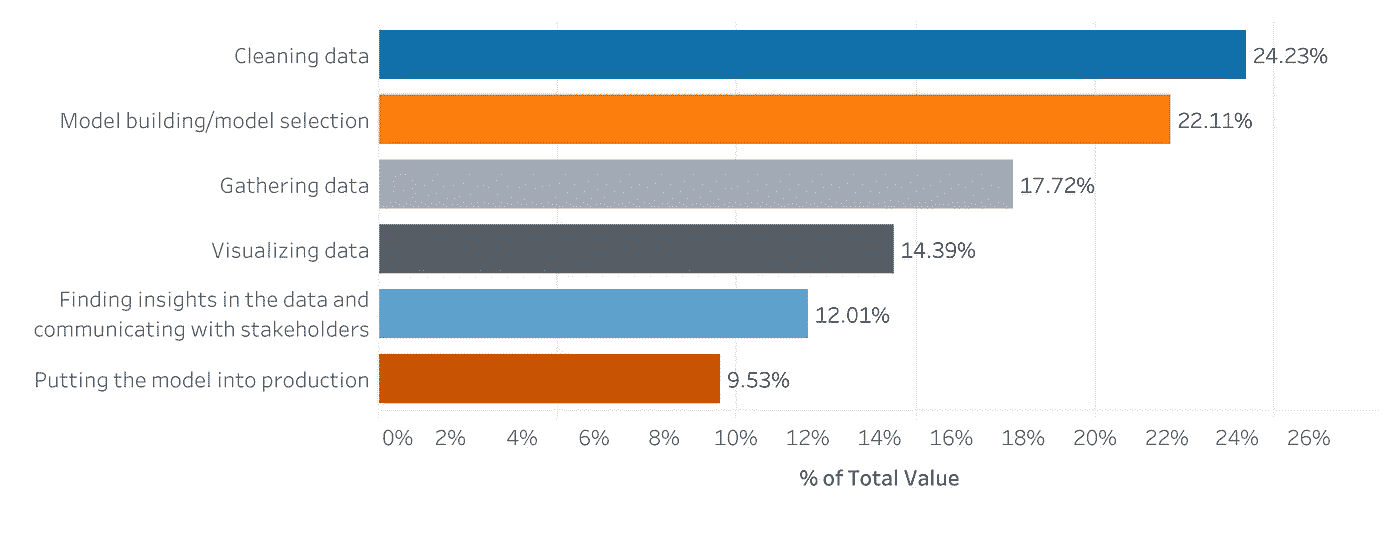 Cleaning data
24.23%
Model building/model selection
22.11%
Gathering data
17.72%
Visualizing data
14.39%
Finding insights in the data and
communicating with stakeholders
12.01%
Putting the model into production
9.53%
0% 2% 4% 6% 8% 10% 12% 14% 16% 18% 20% 22% 24% 26%
% of Total Value